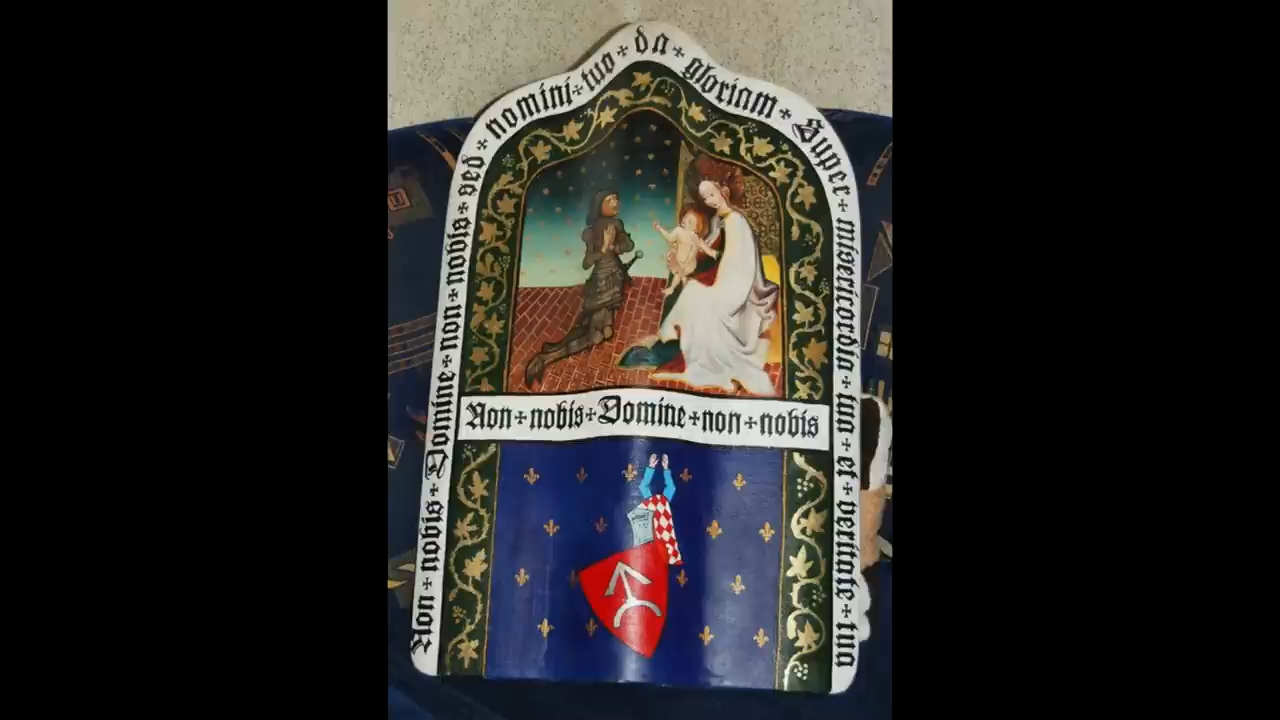 Non + nobis + Domine + non + nobis + sed + nomini + tuo + da + gloriam + Super + misericordia + tua + et + veritate + tua
Non + nobis + Domine + non + nobis